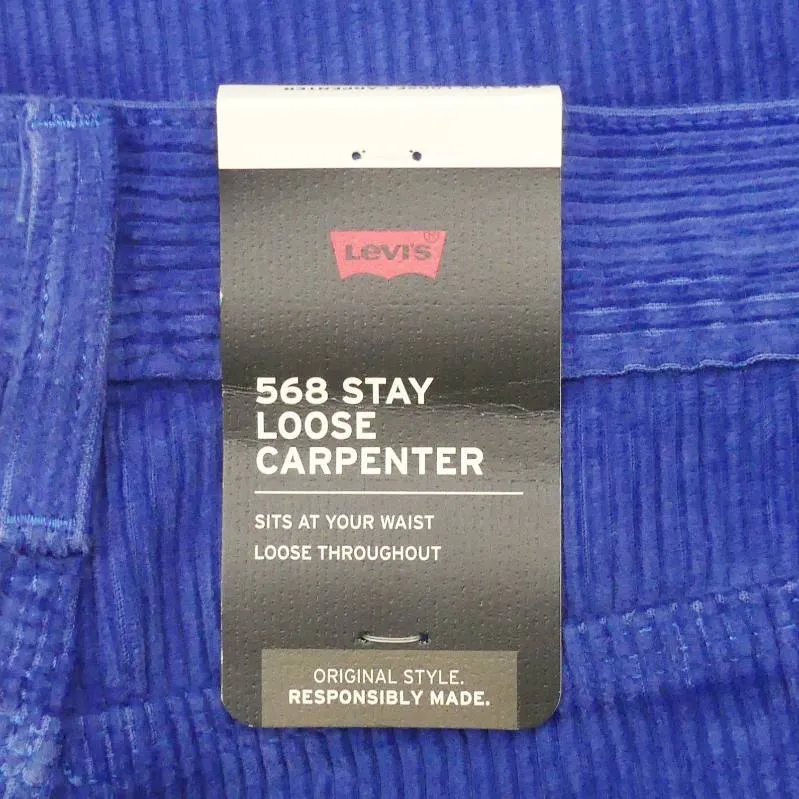 LEVI'S®
568 STAY
LOOSE
CARPENTER
SITS AT YOUR WAIST
LOOSE THROUGHOUT
ORIGINAL STYLE.
RESPONSIBLY MADE.